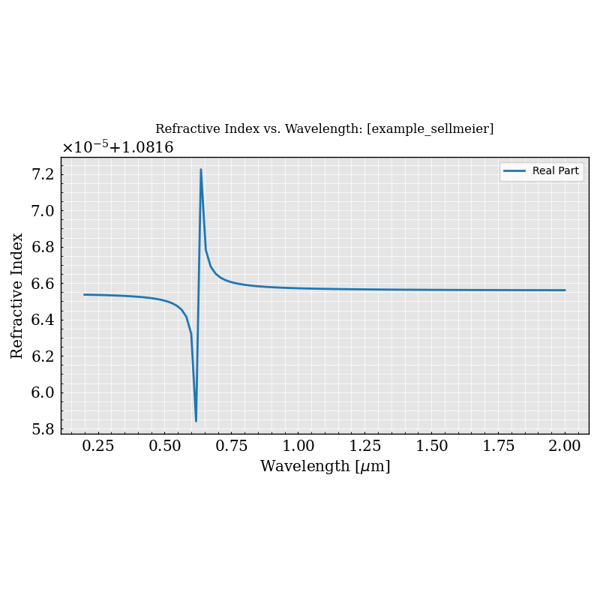 Refractive Index vs. Wavelength: [example_sellmeier]
×10⁻⁵+1.0816
Real Part
7.2
7.0
6.8
6.6
6.4
6.2
6.0
5.8
Refractive Index
0.25 0.50 0.75 1.00 1.25 1.50 1.75 2.00
Wavelength [μm]